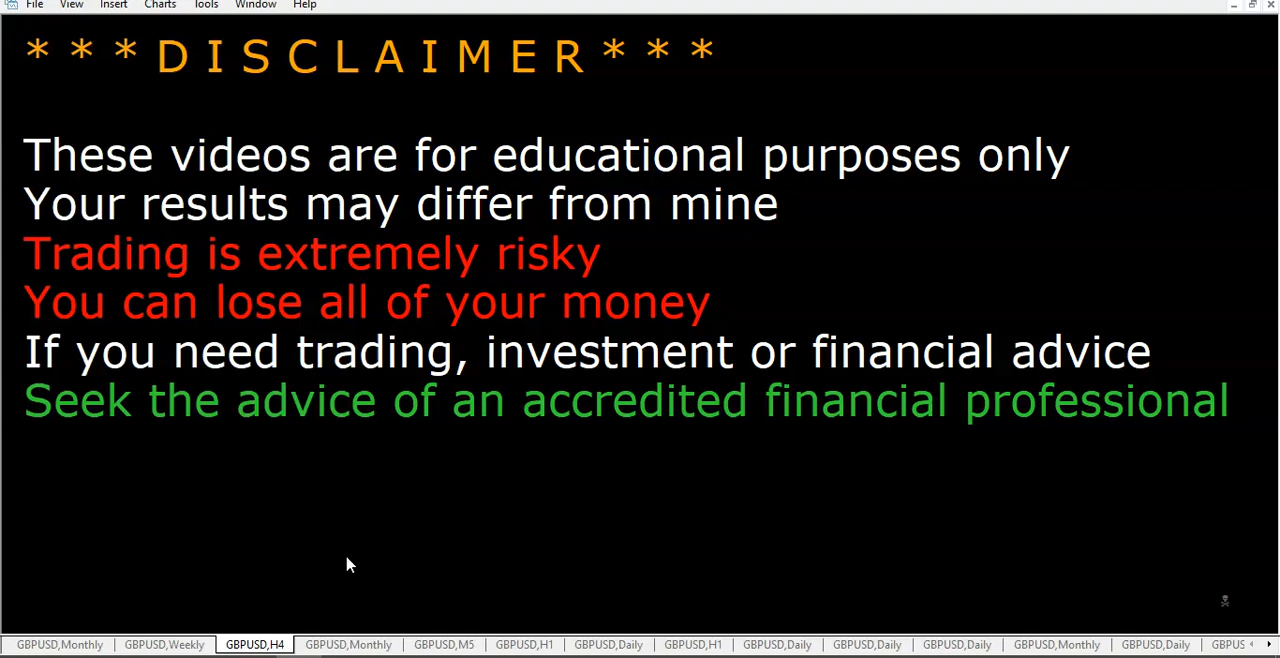 File View Insert Charts Tools Window Help
* * * D I S C L A I M E R * * *
These videos are for educational purposes only
Your results may differ from mine
Trading is extremely risky
You can lose all of your money
If you need trading, investment or financial advice
Seek the advice of an accredited financial professional
GBPUSD,Monthly GBPUSD,Weekly GBPUSD,H4 GBPUSD,Monthly GBPUSD,M5 GBPUSD,H1 GBPUSD,Daily GBPUSD,H1 GBPUSD,Daily GBPUSD,Daily GBPUSD,Daily GBPUSD,Monthly GBPUSD,Daily GBPUS